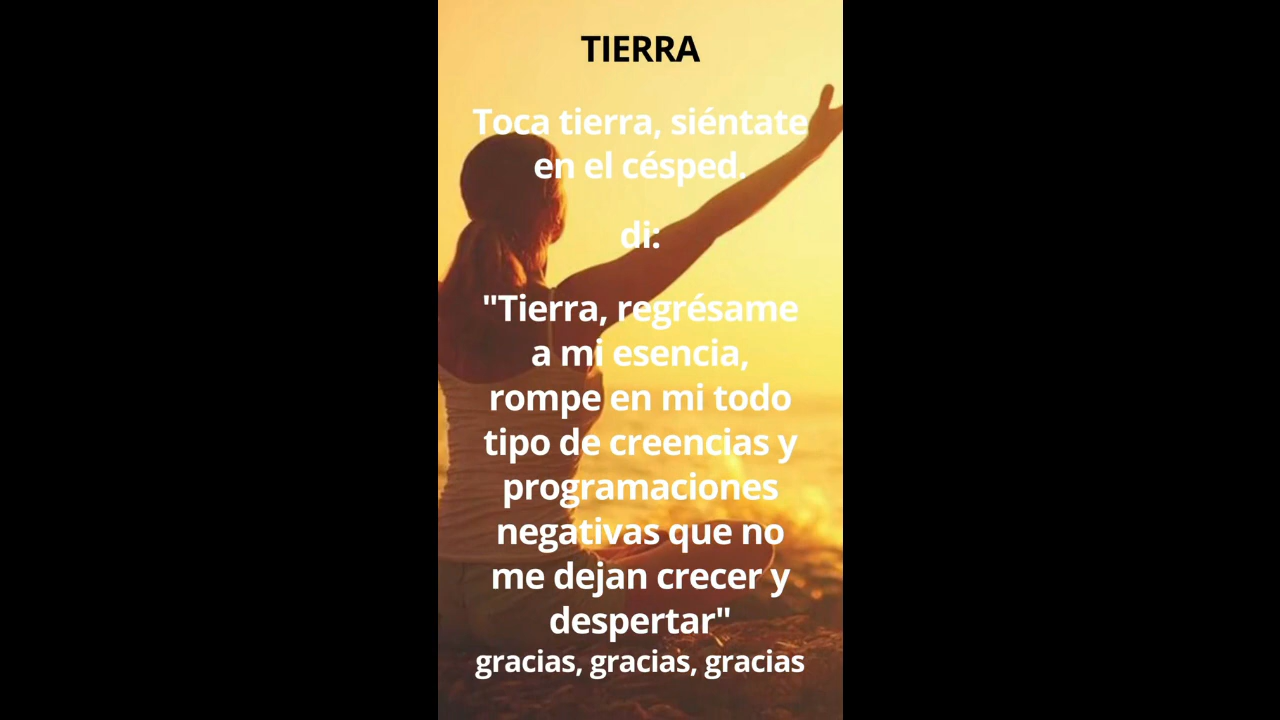 TIERRA
Toca tierra, siéntate
en el césped.
di:
"Tierra, regrésame
a mi esencia,
rompe en mi todo
tipo de creencias y
programaciones
negativas que no
me dejan crecer y
despertar"
gracias, gracias, gracias